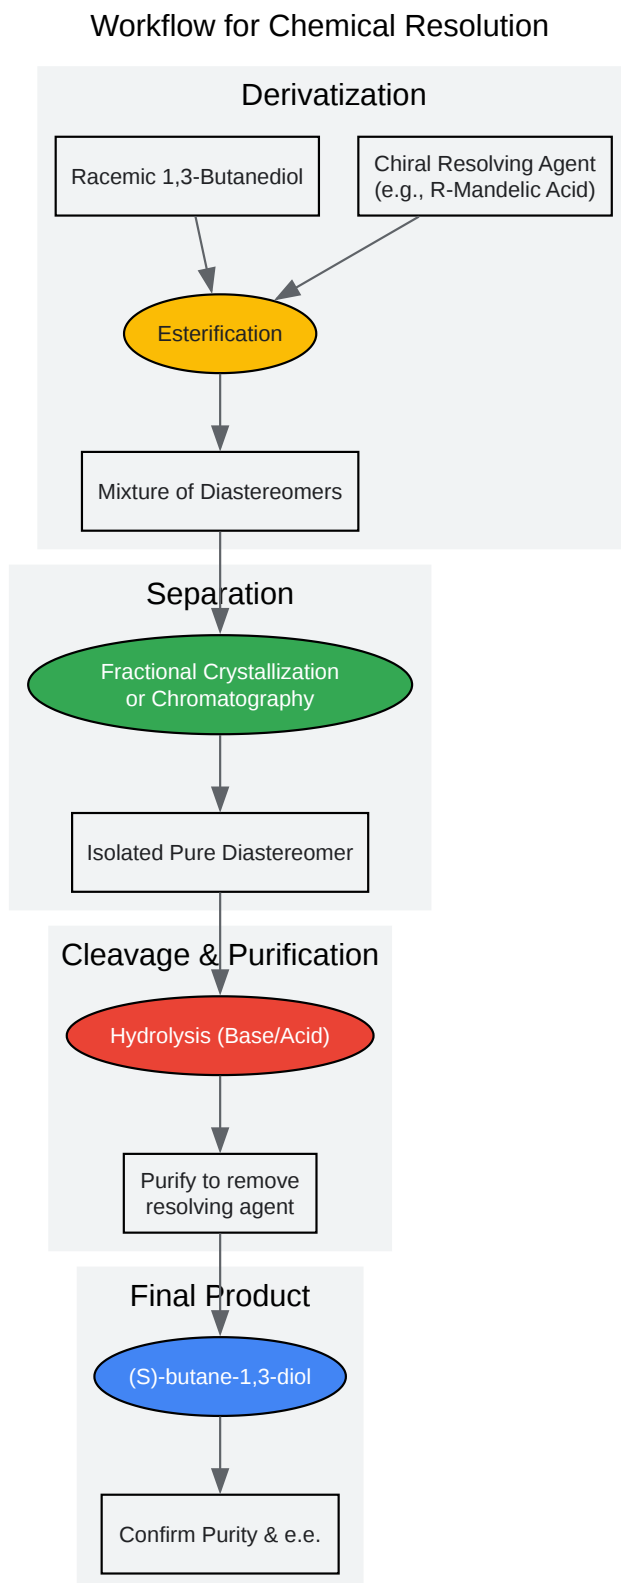 Workflow for Chemical Resolution
Derivatization
Racemic 1,3-Butanediol
Chiral Resolving Agent
(e.g., R-Mandelic Acid)
Esterification
Mixture of Diastereomers
Separation
Fractional Crystallization
or Chromatography
Isolated Pure Diastereomer
Cleavage & Purification
Hydrolysis (Base/Acid)
Purify to remove
resolving agent
Final Product
(S)-butane-1,3-diol
Confirm Purity & e.e.